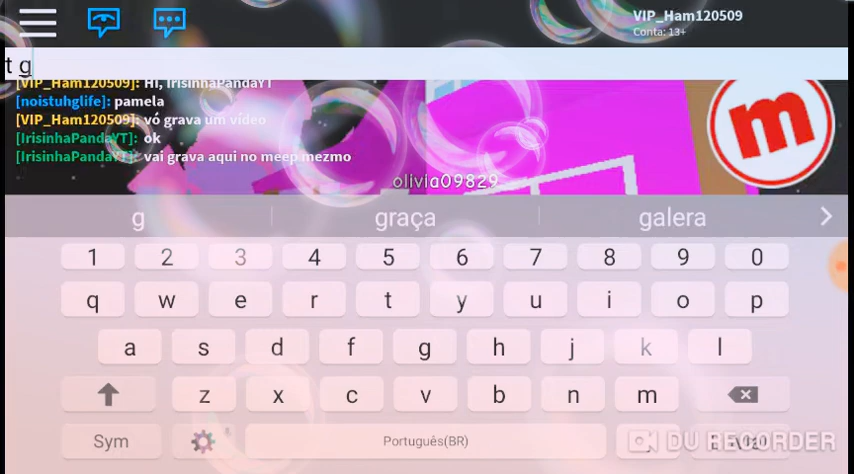 VIP_Ham120509
Conta: 13+
t g
[VIP_Ham120509]: Hi, IrisinhaPandaYT
[noistuhglife]: pamela
[VIP_Ham120509]: vó grava um vídeo
[IrisinhaPandaYT]: ok
[IrisinhaPandaYT]: vai grava aqui no meep mezmo
m
olivia09829
g graça galera
1 2 3 4 5 6 7 8 9 0
q w e r t y u i o p
a s d f g h j k l
z x c v b n m
Sym Português(BR)
DU RECORDER